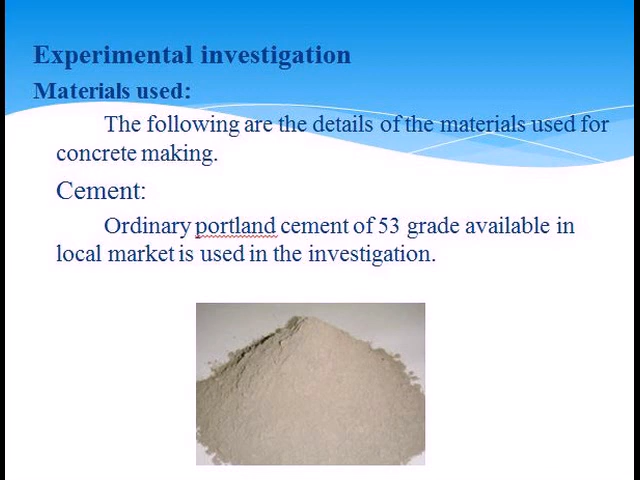 Experimental investigation
Materials used:
The following are the details of the materials used for
concrete making.
Cement:
Ordinary portland cement of 53 grade available in
local market is used in the investigation.